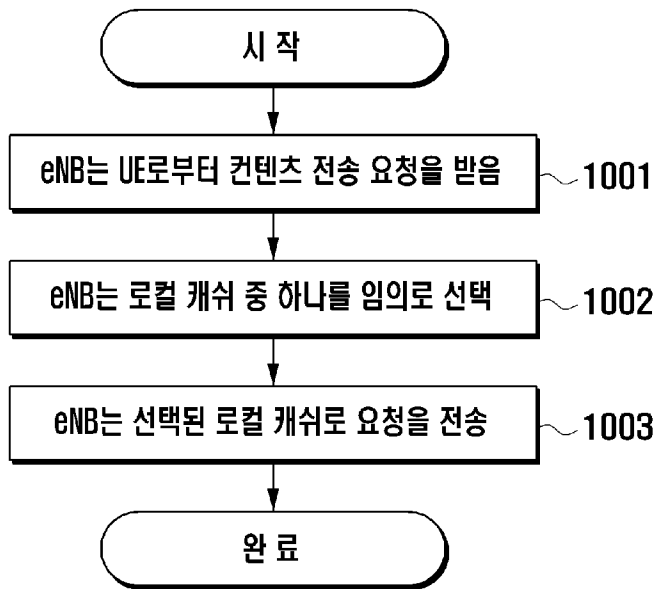 시 작
eNB는 UE로부터 컨텐츠 전송 요청을 받음
1001
eNB는 로컬 캐쉬 중 하나를 임의로 선택
1002
eNB는 선택된 로컬 캐쉬로 요청을 전송
1003
완 료